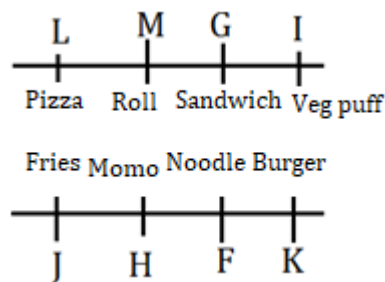 L M G I
Pizza Roll Sandwich Veg puff
Fries Momo Noodle Burger
J H F K